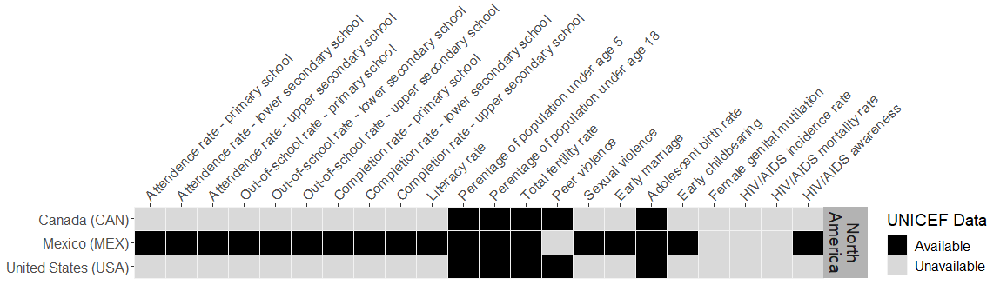 Attendence rate - primary school
Attendence rate - lower secondary school
Attendence rate - upper secondary school
Out-of-school rate - primary school
Out-of-school rate - lower secondary school
Out-of-school rate - upper secondary school
Completion rate - primary school
Completion rate - lower secondary school
Completion rate - upper secondary school
Literacy rate
Perentage of population under age 5
Percentage of population under age 18
Total fertility rate
Peer violence
Sexual violence
Early marriage
Adolescent birth rate
Early childbearing
Female genital mutilation
HIV/AIDS incidence rate
HIV/AIDS mortality rate
HIV/AIDS awareness
Canada (CAN)
Mexico (MEX)
United States (USA)
North
America
UNICEF Data
Available
Unavailable